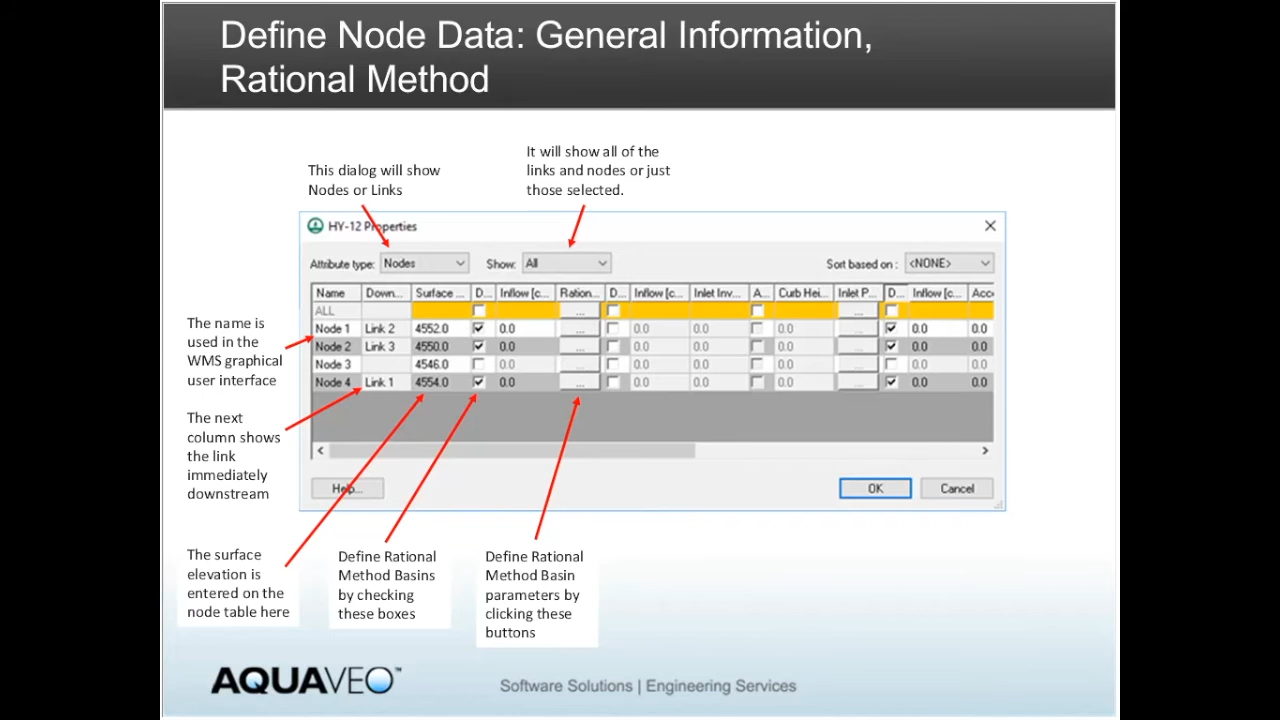 Define Node Data: General Information,
Rational Method
This dialog will show
Nodes or Links
It will show all of the
links and nodes or just
those selected.
HY-12 Properties
Attribute type: Nodes Show: All Sort based on : <NONE>
Name Down... Surface ... D... Inflow [c... Ration... D... Inflow [c... Inlet Inv... A... Curb Hei... Inlet P... D... Inflow [c... Acc
ALL ... ...
Node 1 Link 2 4552.0 0.0 ... 0.0 0.0 0.0 ... 0.0 0.0
Node 2 Link 3 4550.0 0.0 ... 0.0 0.0 0.0 ... 0.0 0.0
Node 3 4546.0 0.0 ... 0.0 0.0 0.0 ... 0.0 0.0
Node 4 Link 1 4554.0 0.0 ... 0.0 0.0 0.0 ... 0.0 0.0
Help... OK Cancel
The name is
used in the
WMS graphical
user interface
The next
column shows
the link
immediately
downstream
The surface
elevation is
entered on the
node table here
Define Rational
Method Basins
by checking
these boxes
Define Rational
Method Basin
parameters by
clicking these
buttons
AQUAVEO™
Software Solutions | Engineering Services